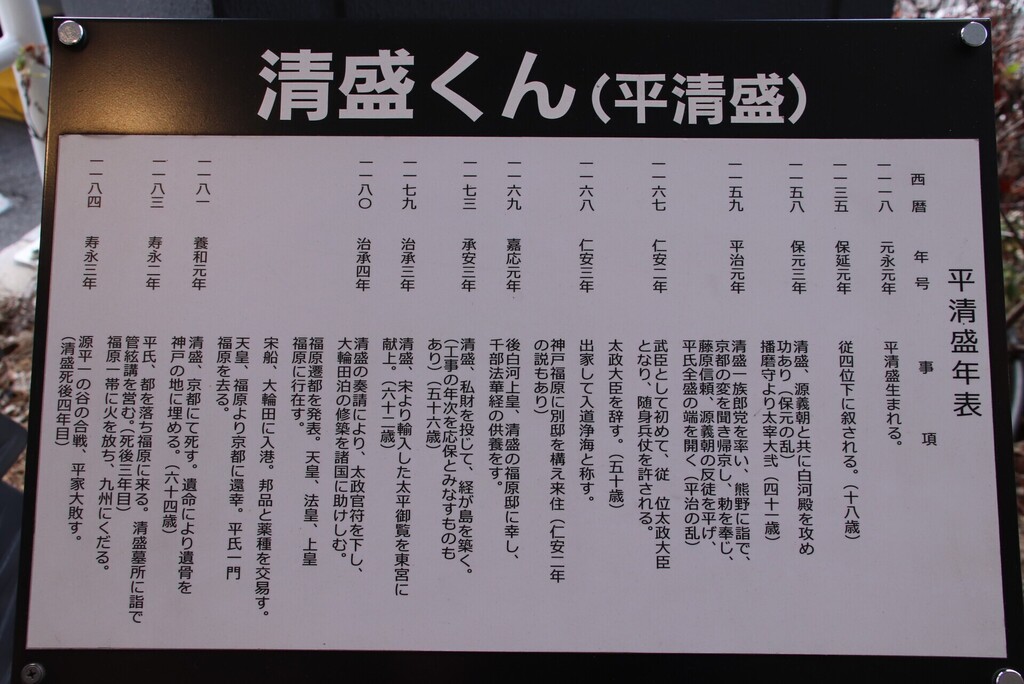 清盛くん（平清盛）
平清盛年表
西暦 年号 事項
一一一八 元永元年 平清盛生まれる。
一一三五 保延元年 従四位下に叙される。（十八歳）
一一五八 保元三年 清盛、源義朝と共に白河殿を攻め
功あり（保元の乱）
播磨守より太宰大弐（四十一歳）
一一五九 平治元年 清盛一族郎党を率い、熊野に詣で、
京都の変を聞き帰京し、勅を奉じ、
藤原信頼、源義朝の反徒を平げ、
平氏全盛の端を開く（平治の乱）
一一六七 仁安二年 武臣として初めて、従 位太政大臣
となり、随身兵仗を許される。
太政大臣を辞す。（五十歳）
一一六八 仁安三年 出家して入道浄海と称す。
神戸福原に別邸を構え来住（仁安二年
の説もあり）
一一六九 嘉応元年 後白河上皇、清盛の福原邸に幸し、
千部法華経の供養をす。
一一七三 承安三年 清盛、私財を投じて、経が島を築く。
（工事の年次を応保とみなすものも
あり）（五十六歳）
一一七九 治承三年 清盛、宋より輸入した太平御覧を東宮に
献上。（六十二歳）
一一八〇 治承四年 清盛の奏請により、太政官符を下し、
大輪田泊の修築を諸国に助けしむ。
福原遷都を発表。天皇、法皇、上皇
福原に行在す。
宋船、大輪田に入港。邦品と薬種を交易す。
天皇、福原より京都に還幸。平氏一門
福原を去る。
一一八一 養和元年 清盛、京都にて死す。遺命により遺骨を
神戸の地に埋める。（六十四歳）
一一八三 寿永二年 平氏、都を落ち福原に来る。清盛墓所に詣で
管絃講を営む。（死後三年目）
福原一帯に火を放ち、九州にくだる。
一一八四 寿永三年 源平一の谷の合戦、平家大敗す。
（清盛死後四年目）